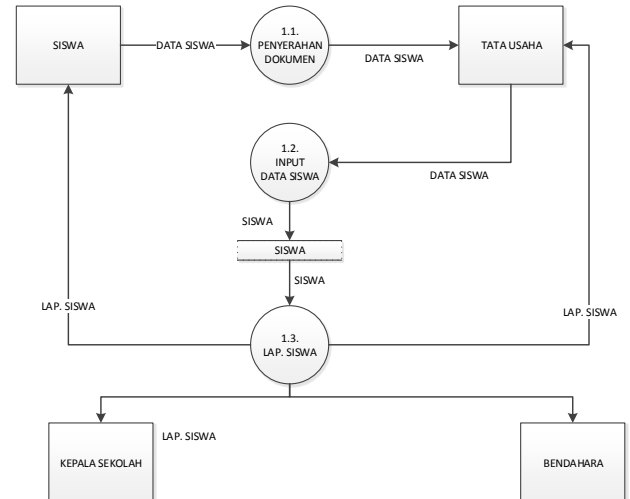 SISWA
DATA SISWA
1.1.
PENYERAHAN
DOKUMEN
DATA SISWA
TATA USAHA
1.2.
INPUT
DATA SISWA
DATA SISWA
SISWA
SISWA
SISWA
LAP. SISWA
LAP. SISWA
1.3.
LAP. SISWA
LAP. SISWA
KEPALA SEKOLAH
BENDAHARA